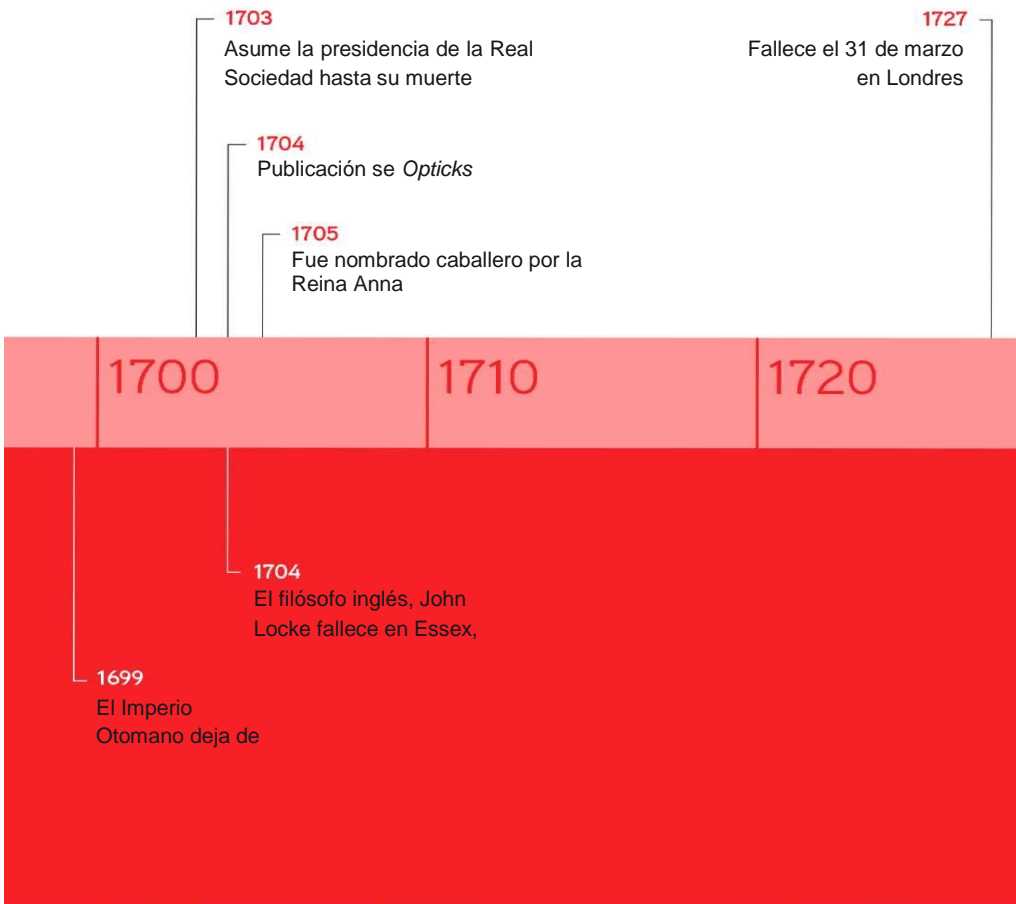 1703
Asume la presidencia de la Real
Sociedad hasta su muerte
1727
Fallece el 31 de marzo
en Londres
1704
Publicación se Opticks
1705
Fue nombrado caballero por la
Reina Anna
1700
1710
1720
1704
El filósofo inglés, John
Locke fallece en Essex,
1699
El Imperio
Otomano deja de